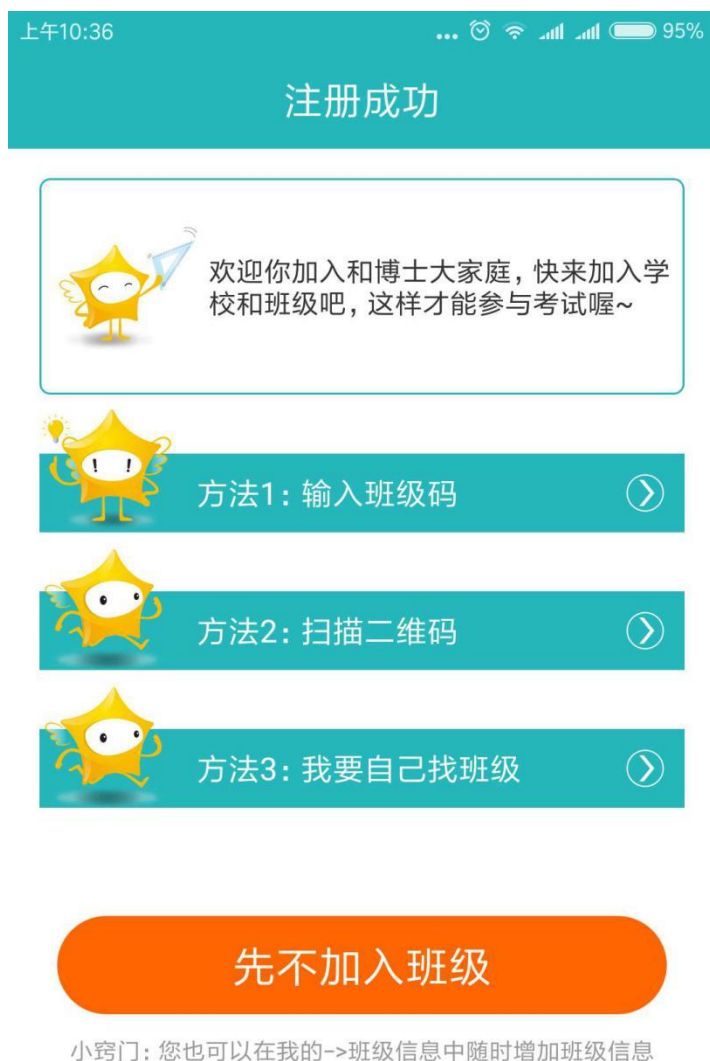 上午10:36
... 95%
注册成功
欢迎你加入和博士大家庭，快来加入学
校和班级吧，这样才能参与考试喔~
方法1：输入班级码
方法2：扫描二维码
方法3：我要自己找班级
先不加入班级
小窍门：您也可以在我的->班级信息中随时增加班级信息